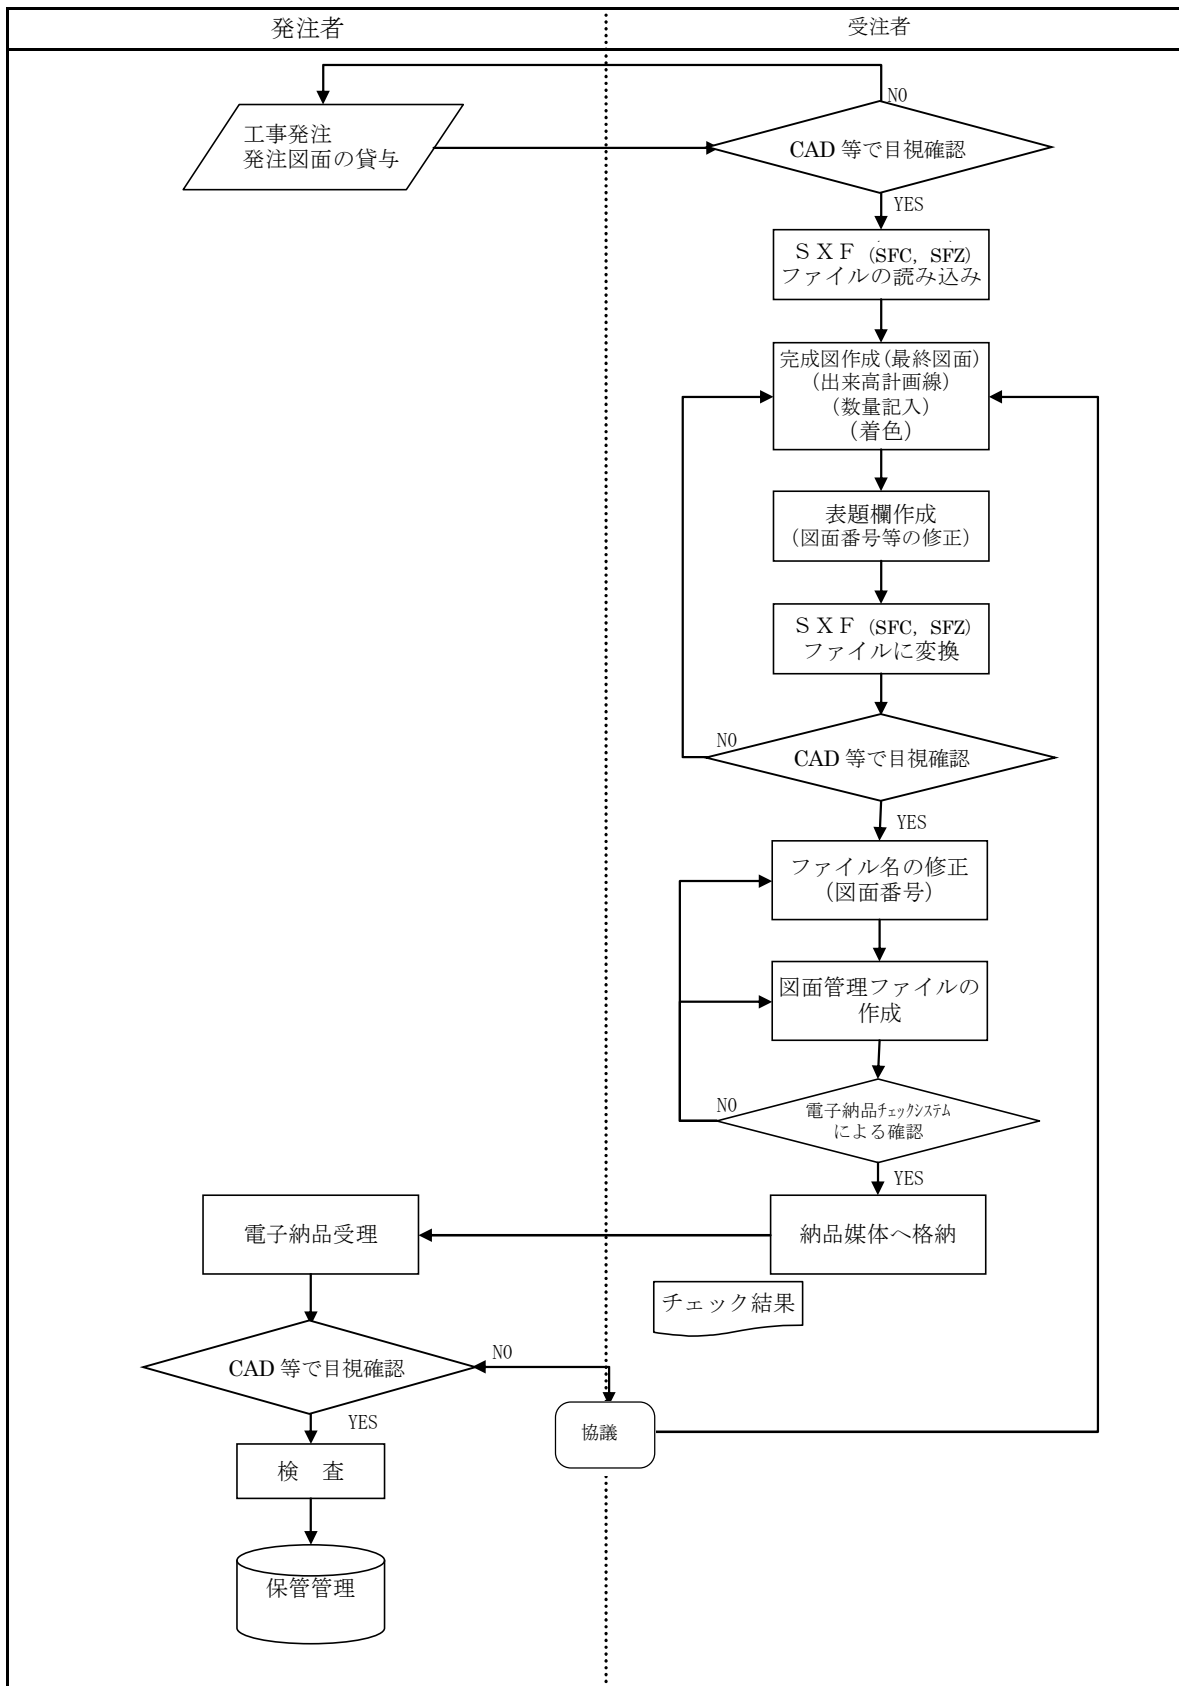 発注者
受注者
NO
工事発注
発注図面の貸与
CAD 等で目視確認
YES
ＳＸＦ（SFC，SFZ）
ファイルの読み込み
完成図作成（最終図面）
（出来高計画線）
（数量記入）
（着色）
表題欄作成
（図面番号等の修正）
ＳＸＦ（SFC，SFZ）
ファイルに変換
NO
CAD 等で目視確認
YES
ファイル名の修正
（図面番号）
図面管理ファイルの
作成
NO
電子納品ﾁｪｯｸｼｽﾃﾑ
による確認
YES
電子納品受理
納品媒体へ格納
チェック結果
CAD 等で目視確認
NO
YES
協議
検　査
保管管理